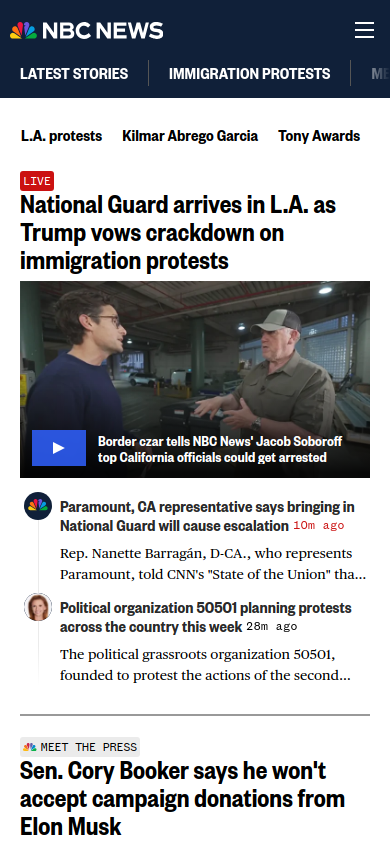 NBC NEWS
LATEST STORIES
IMMIGRATION PROTESTS
L.A. protests
Kilmar Abrego Garcia
Tony Awards
LIVE
National Guard arrives in L.A. as
Trump vows crackdown on
immigration protests
Border czar tells NBC News' Jacob Soboroff
top California officials could get arrested
Paramount, CA representative says bringing in
National Guard will cause escalation 10m ago
Rep. Nanette Barragán, D-CA., who represents
Paramount, told CNN's "State of the Union" tha...
Political organization 50501 planning protests
across the country this week 28m ago
The political grassroots organization 50501,
founded to protest the actions of the second...
MEET THE PRESS
Sen. Cory Booker says he won't
accept campaign donations from
Elon Musk